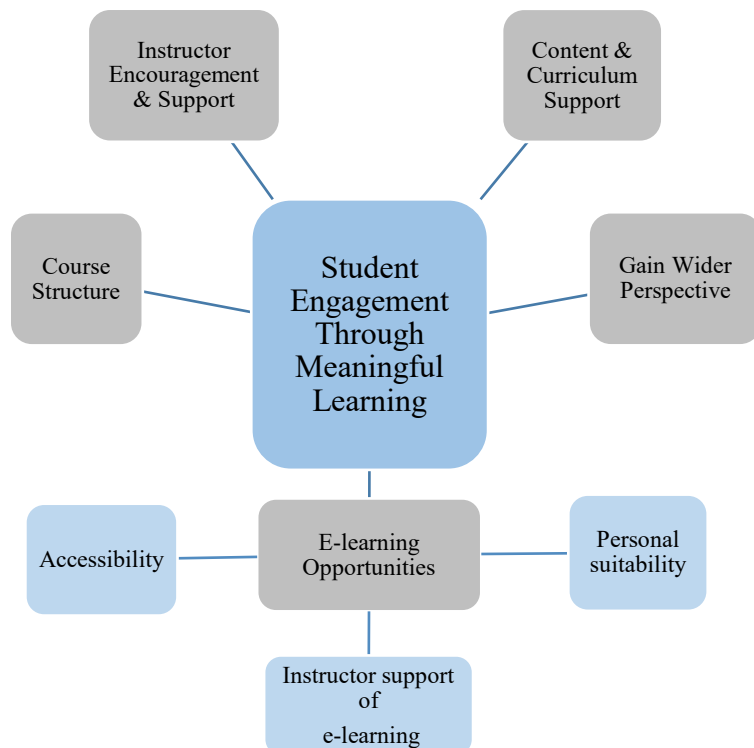 Instructor
Encouragement
& Support
Content &
Curriculum
Support
Course
Structure
Student
Engagement
Through
Meaningful
Learning
Gain Wider
Perspective
Accessibility
E-learning
Opportunities
Personal
suitability
Instructor support
of
e-learning